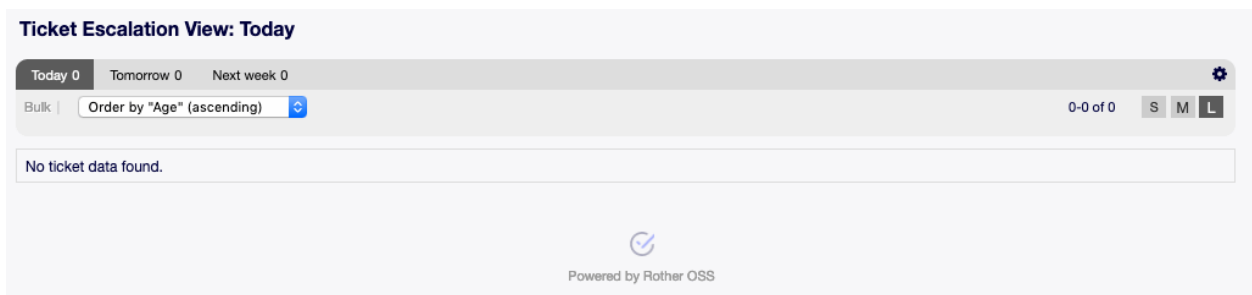 Ticket Escalation View: Today
Today 0 Tomorrow 0 Next week 0
Bulk | Order by "Age" (ascending) 0-0 of 0 S M L
No ticket data found.
Powered by Rother OSS